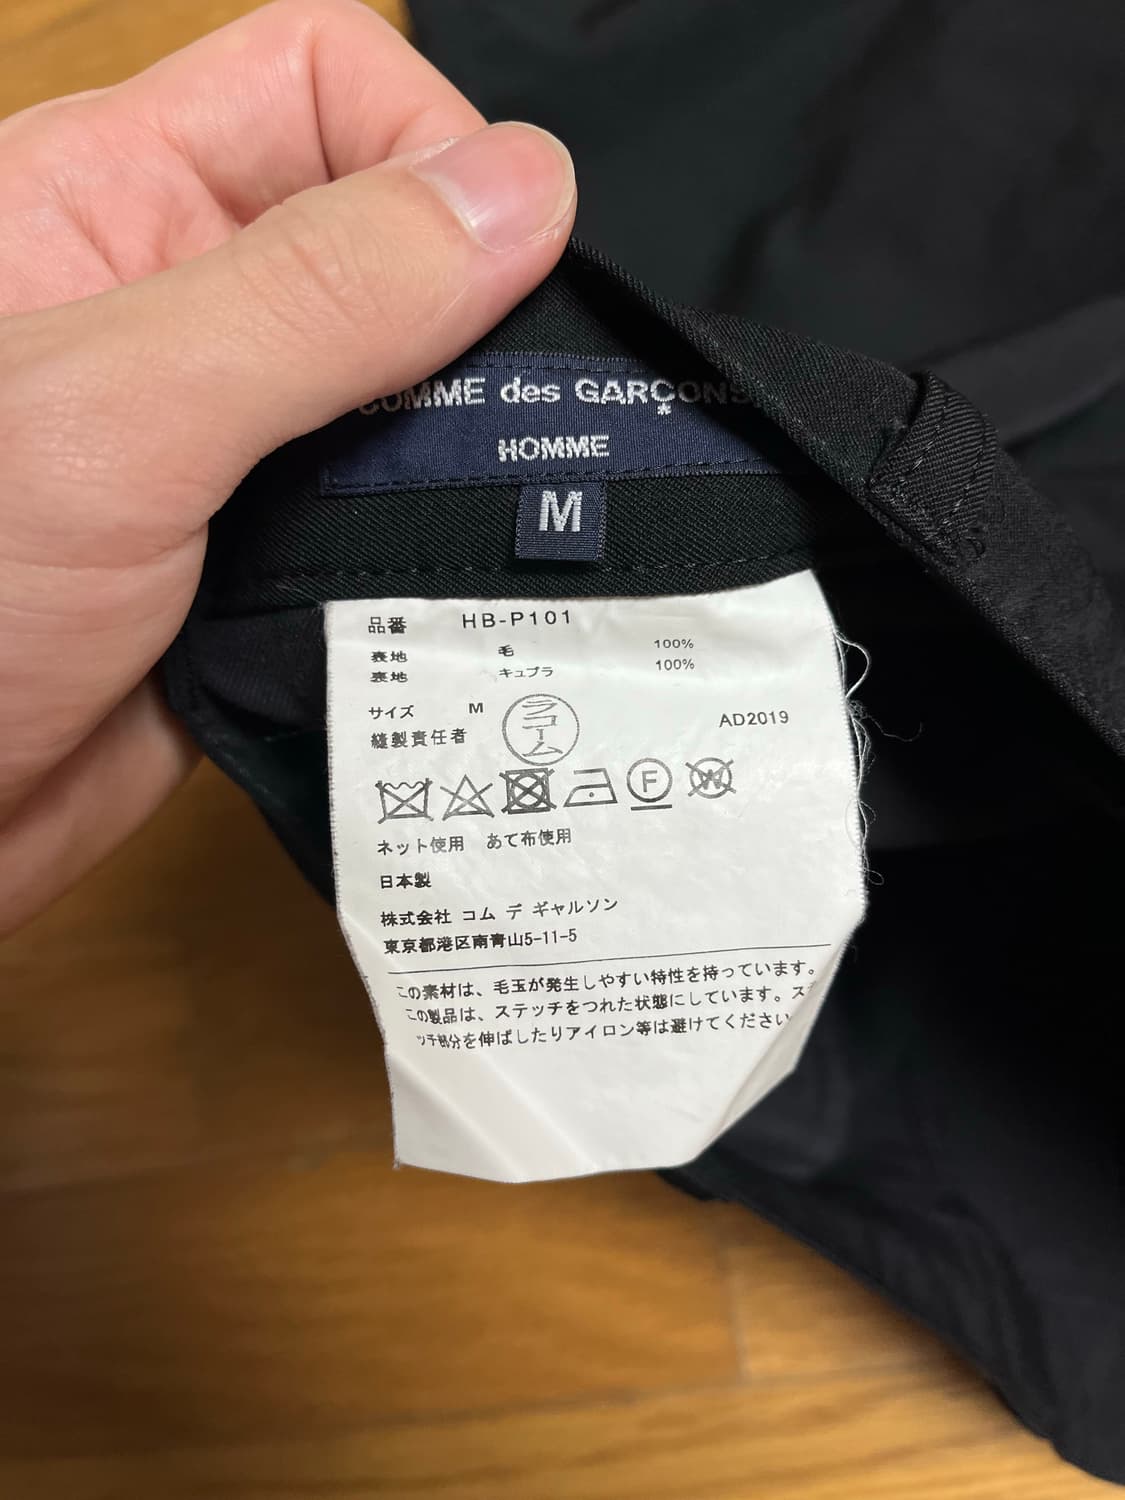 COMME des GARÇONS
HOMME
M
品番 HB-P101
表地 毛 100%
表地 キュプラ 100%
サイズ M
縫製責任者 ラコーム AD2019
F W
ネット使用 あて布使用
日本製
株式会社 コム デ ギャルソン
東京都港区南青山5-11-5
この素材は、毛玉が発生しやすい特性を持っています。
この製品は、ステッチをつれた状態にしています。ステ
ッチ部分を伸ばしたりアイロン等は避けてください